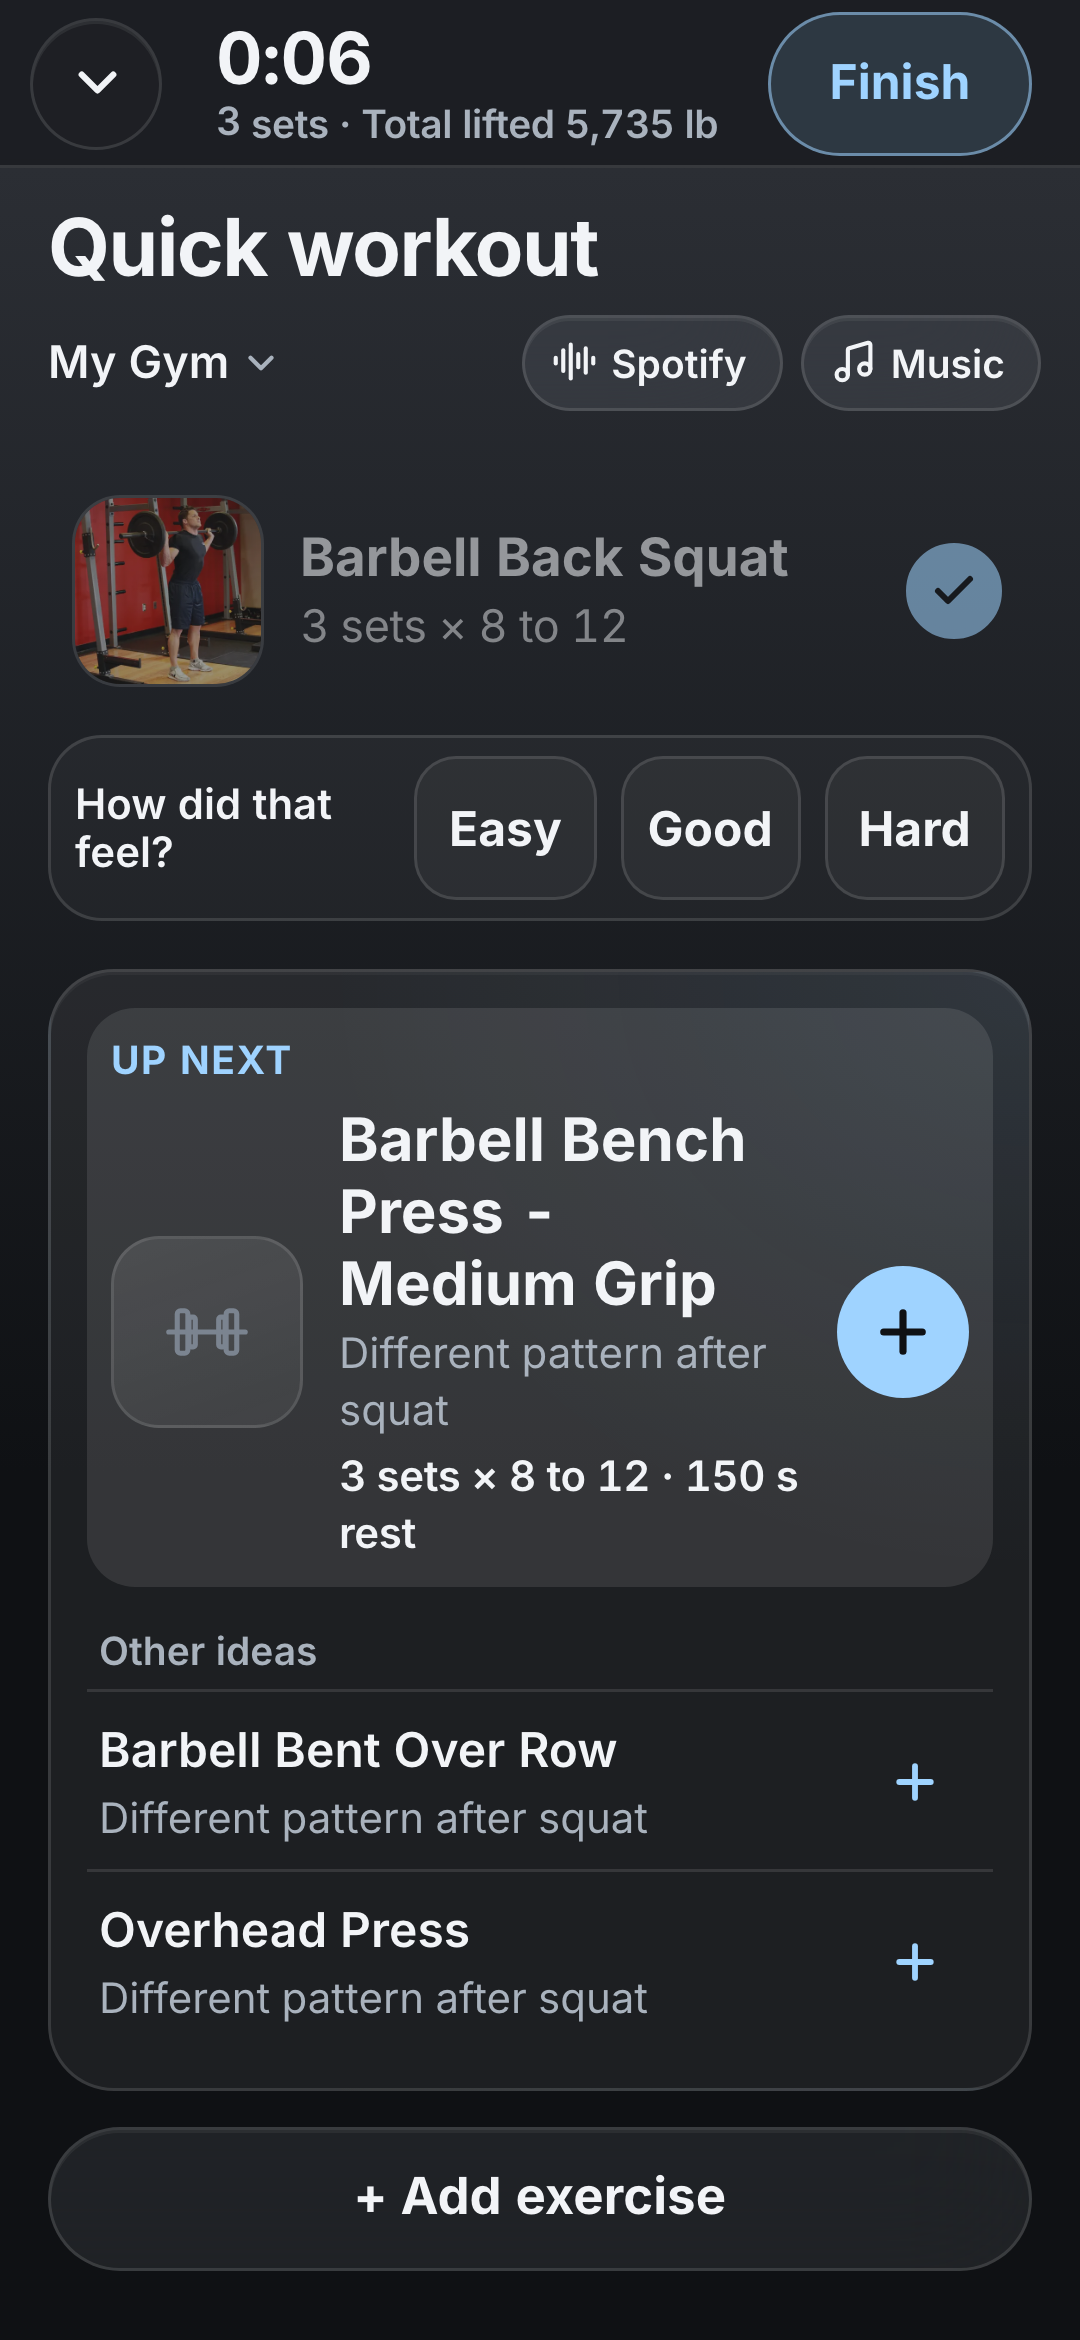 0:06
3 sets · Total lifted 5,735 lb
Finish
Quick workout
My Gym
Spotify
Music
Barbell Back Squat
3 sets × 8 to 12
How did that
feel?
Easy
Good
Hard
UP NEXT
Barbell Bench
Press -
Medium Grip
Different pattern after
squat
3 sets × 8 to 12 · 150 s
rest
Other ideas
Barbell Bent Over Row
Different pattern after squat
Overhead Press
Different pattern after squat
+ Add exercise